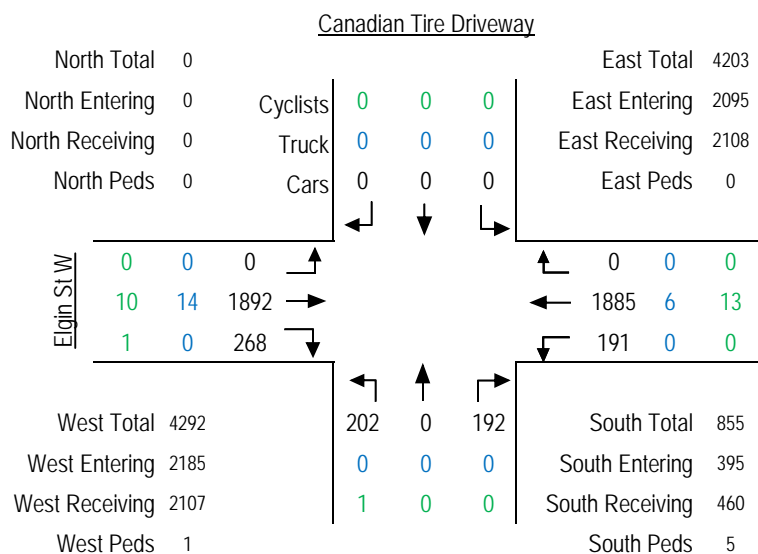 Canadian Tire Driveway
North Total 0
East Total 4203
North Entering 0
Cyclists 0 0 0
East Entering 2095
North Receiving 0
Truck 0 0 0
East Receiving 2108
North Peds 0
Cars 0 0 0
East Peds 0
Elgin St W
0 0 0
0 0 0
10 14 1892
1885 6 13
1 0 268
191 0 0
West Total 4292
202 0 192
South Total 855
West Entering 2185
0 0 0
South Entering 395
West Receiving 2107
1 0 0
South Receiving 460
West Peds 1
South Peds 5